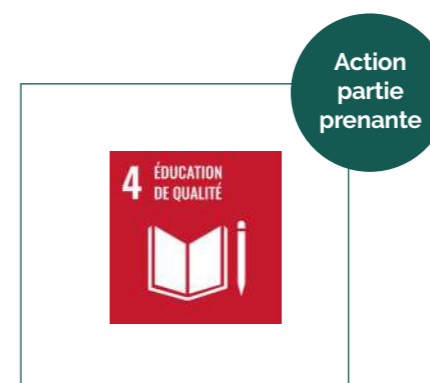 Action
partie
prenante
4 ÉDUCATION
DE QUALITÉ